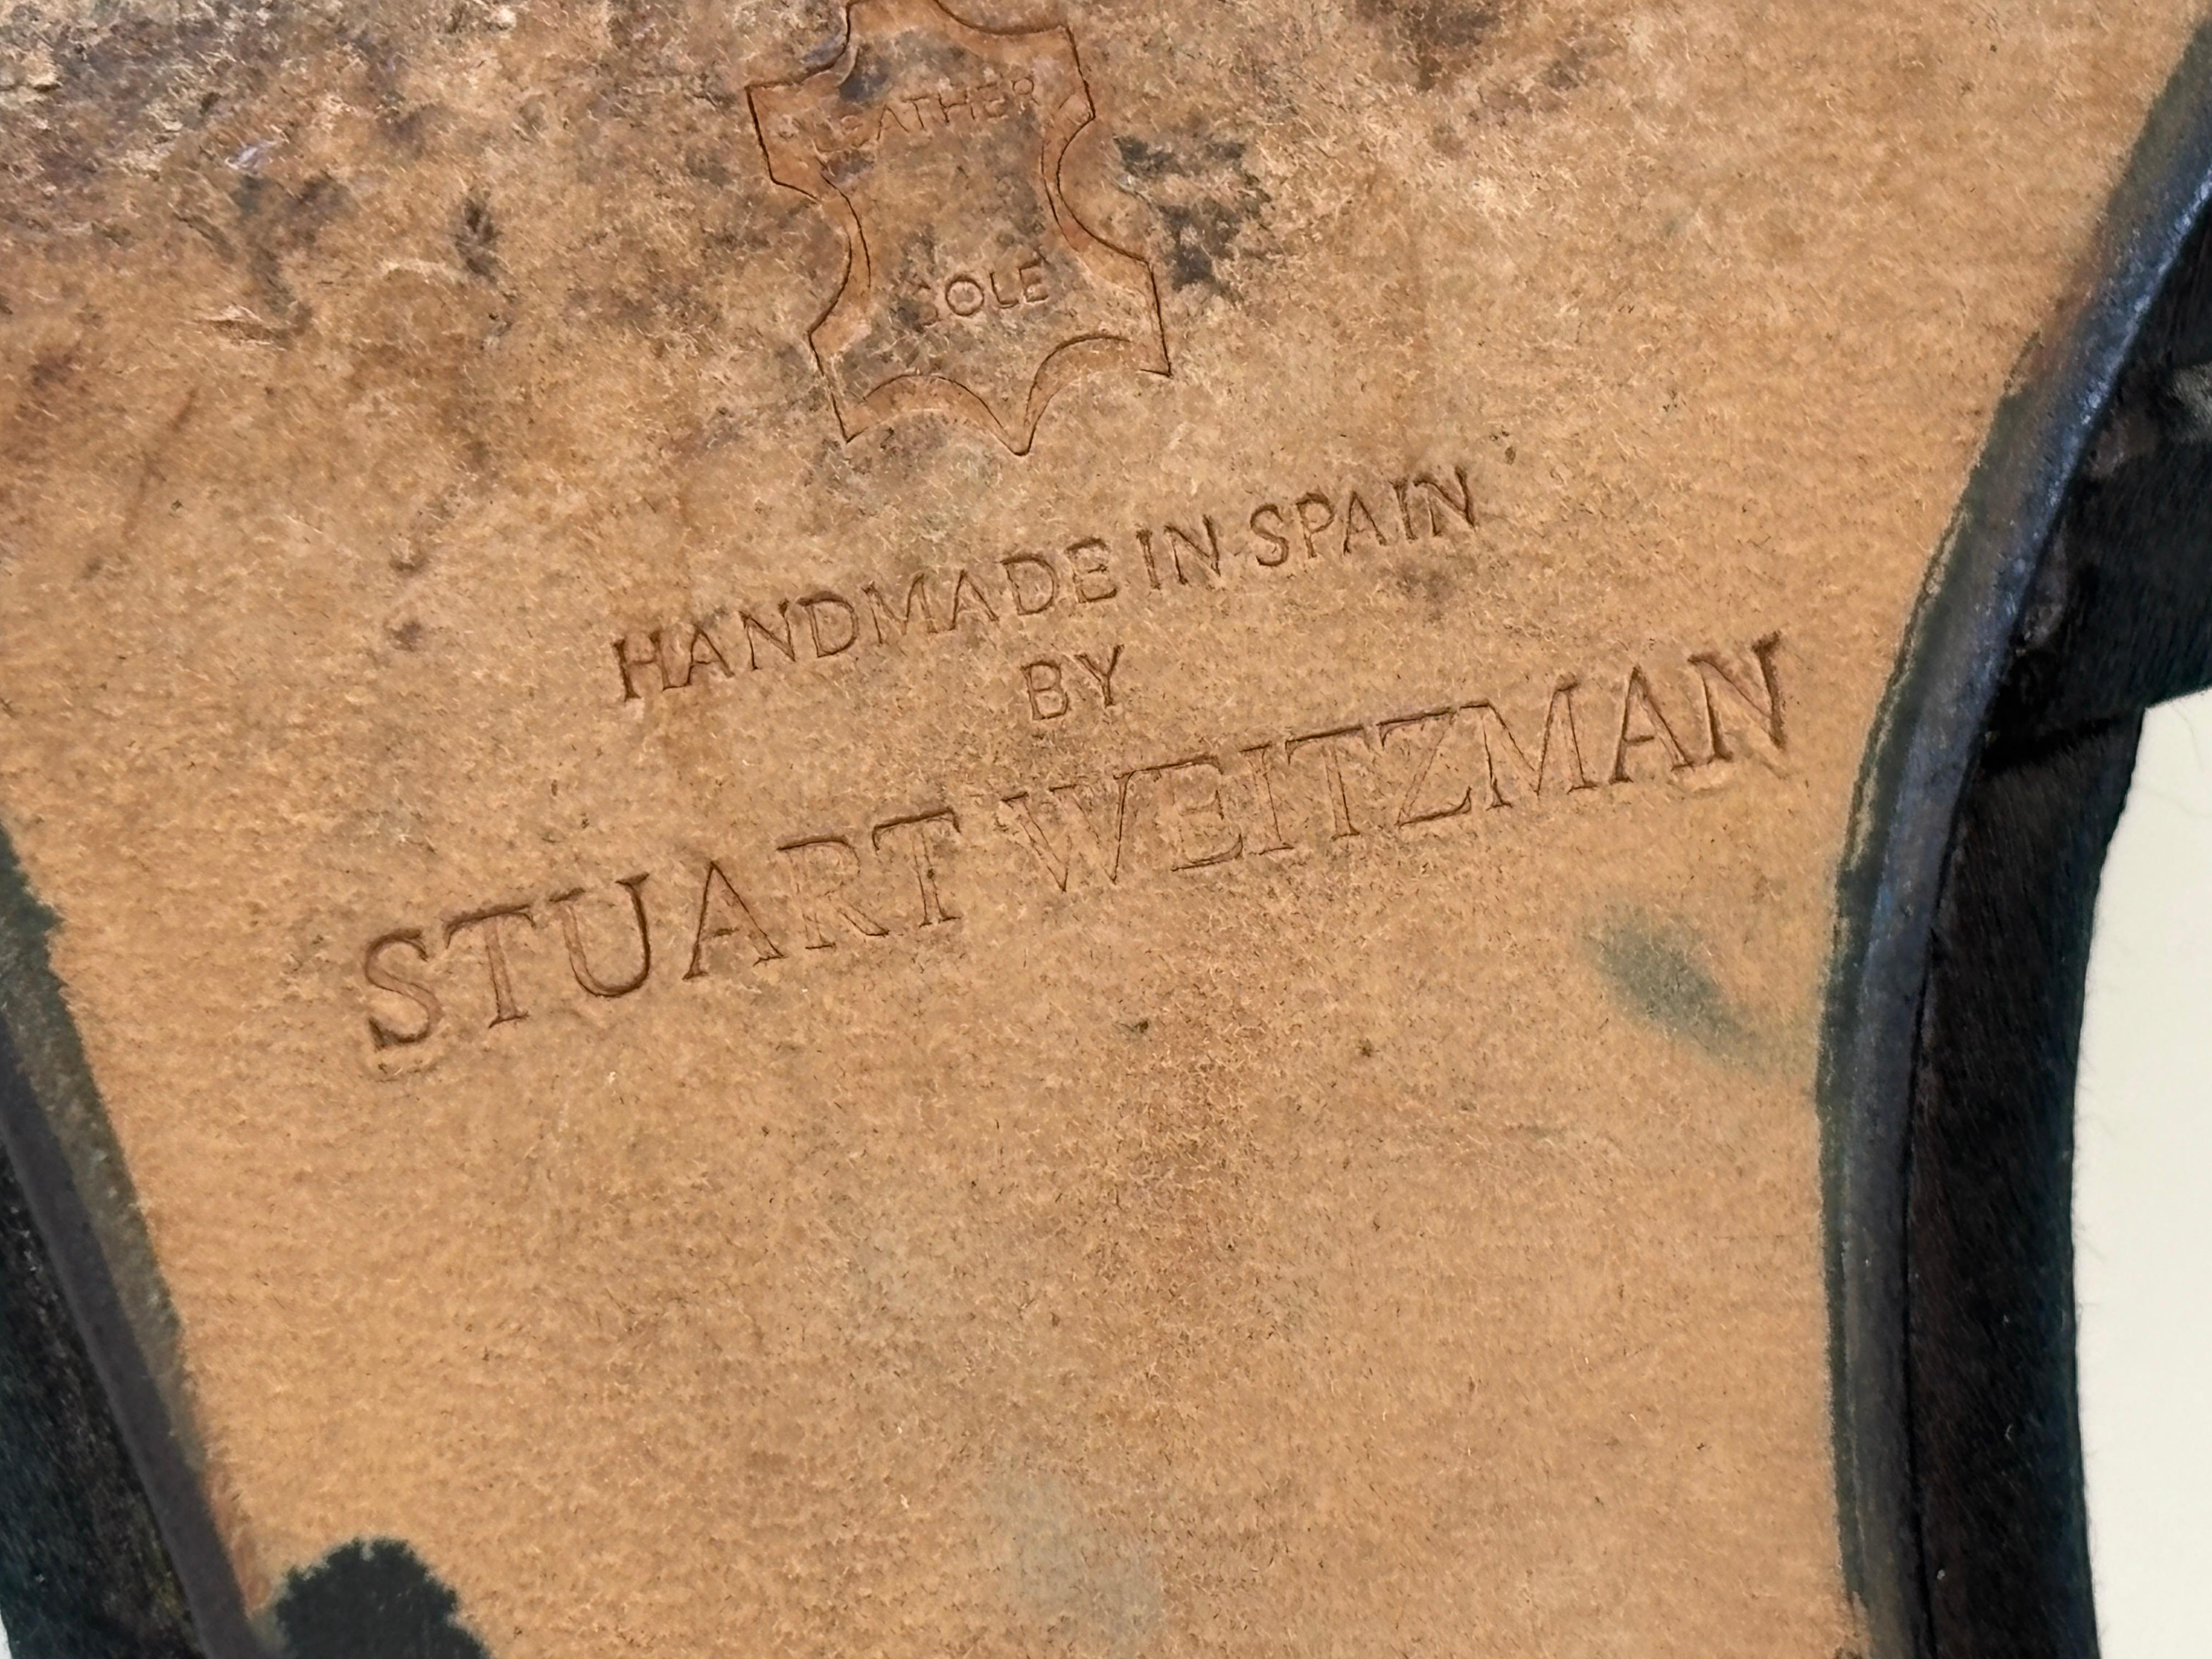 LEATHER
SOLE
HANDMADE IN SPAIN
BY
STUART WEITZMAN